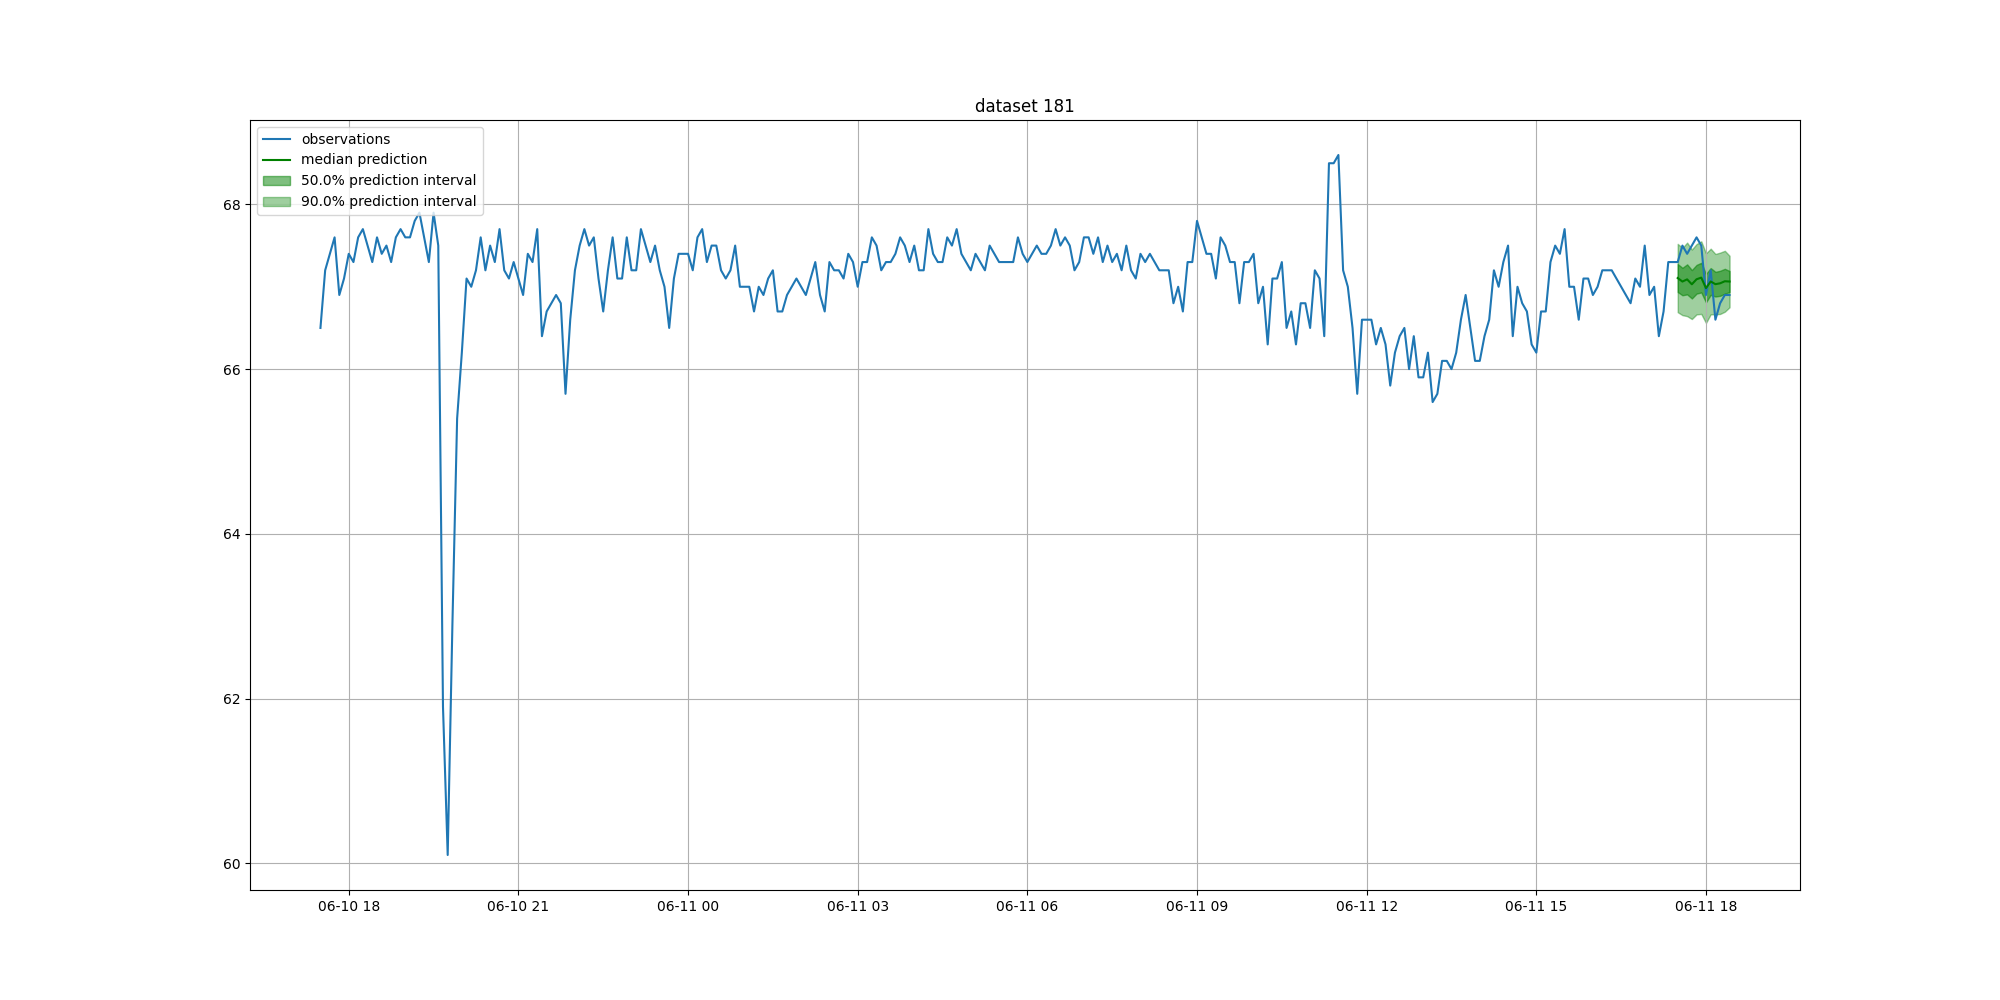 dataset 181
observations
median prediction
50.0% prediction interval
90.0% prediction interval
68
66
64
62
60
06-10 18
06-10 21
06-11 00
06-11 03
06-11 06
06-11 09
06-11 12
06-11 15
06-11 18